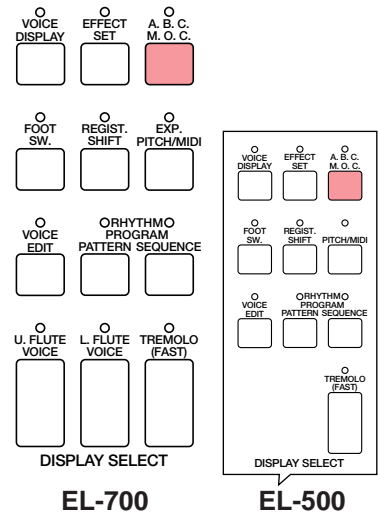 VOICE DISPLAY
EFFECT SET
A. B. C. M. O. C.
FOOT SW.
REGIST. SHIFT
EXP. PITCH/MIDI
VOICE EDIT
RHYTHM
PROGRAM
PATTERN SEQUENCE
U. FLUTE VOICE
L. FLUTE VOICE
TREMOLO (FAST)
DISPLAY SELECT
EL-700
VOICE DISPLAY
EFFECT SET
A. B. C. M. O. C.
FOOT SW.
REGIST. SHIFT
PITCH/MIDI
VOICE EDIT
RHYTHM
PROGRAM
PATTERN SEQUENCE
TREMOLO (FAST)
DISPLAY SELECT
EL-500